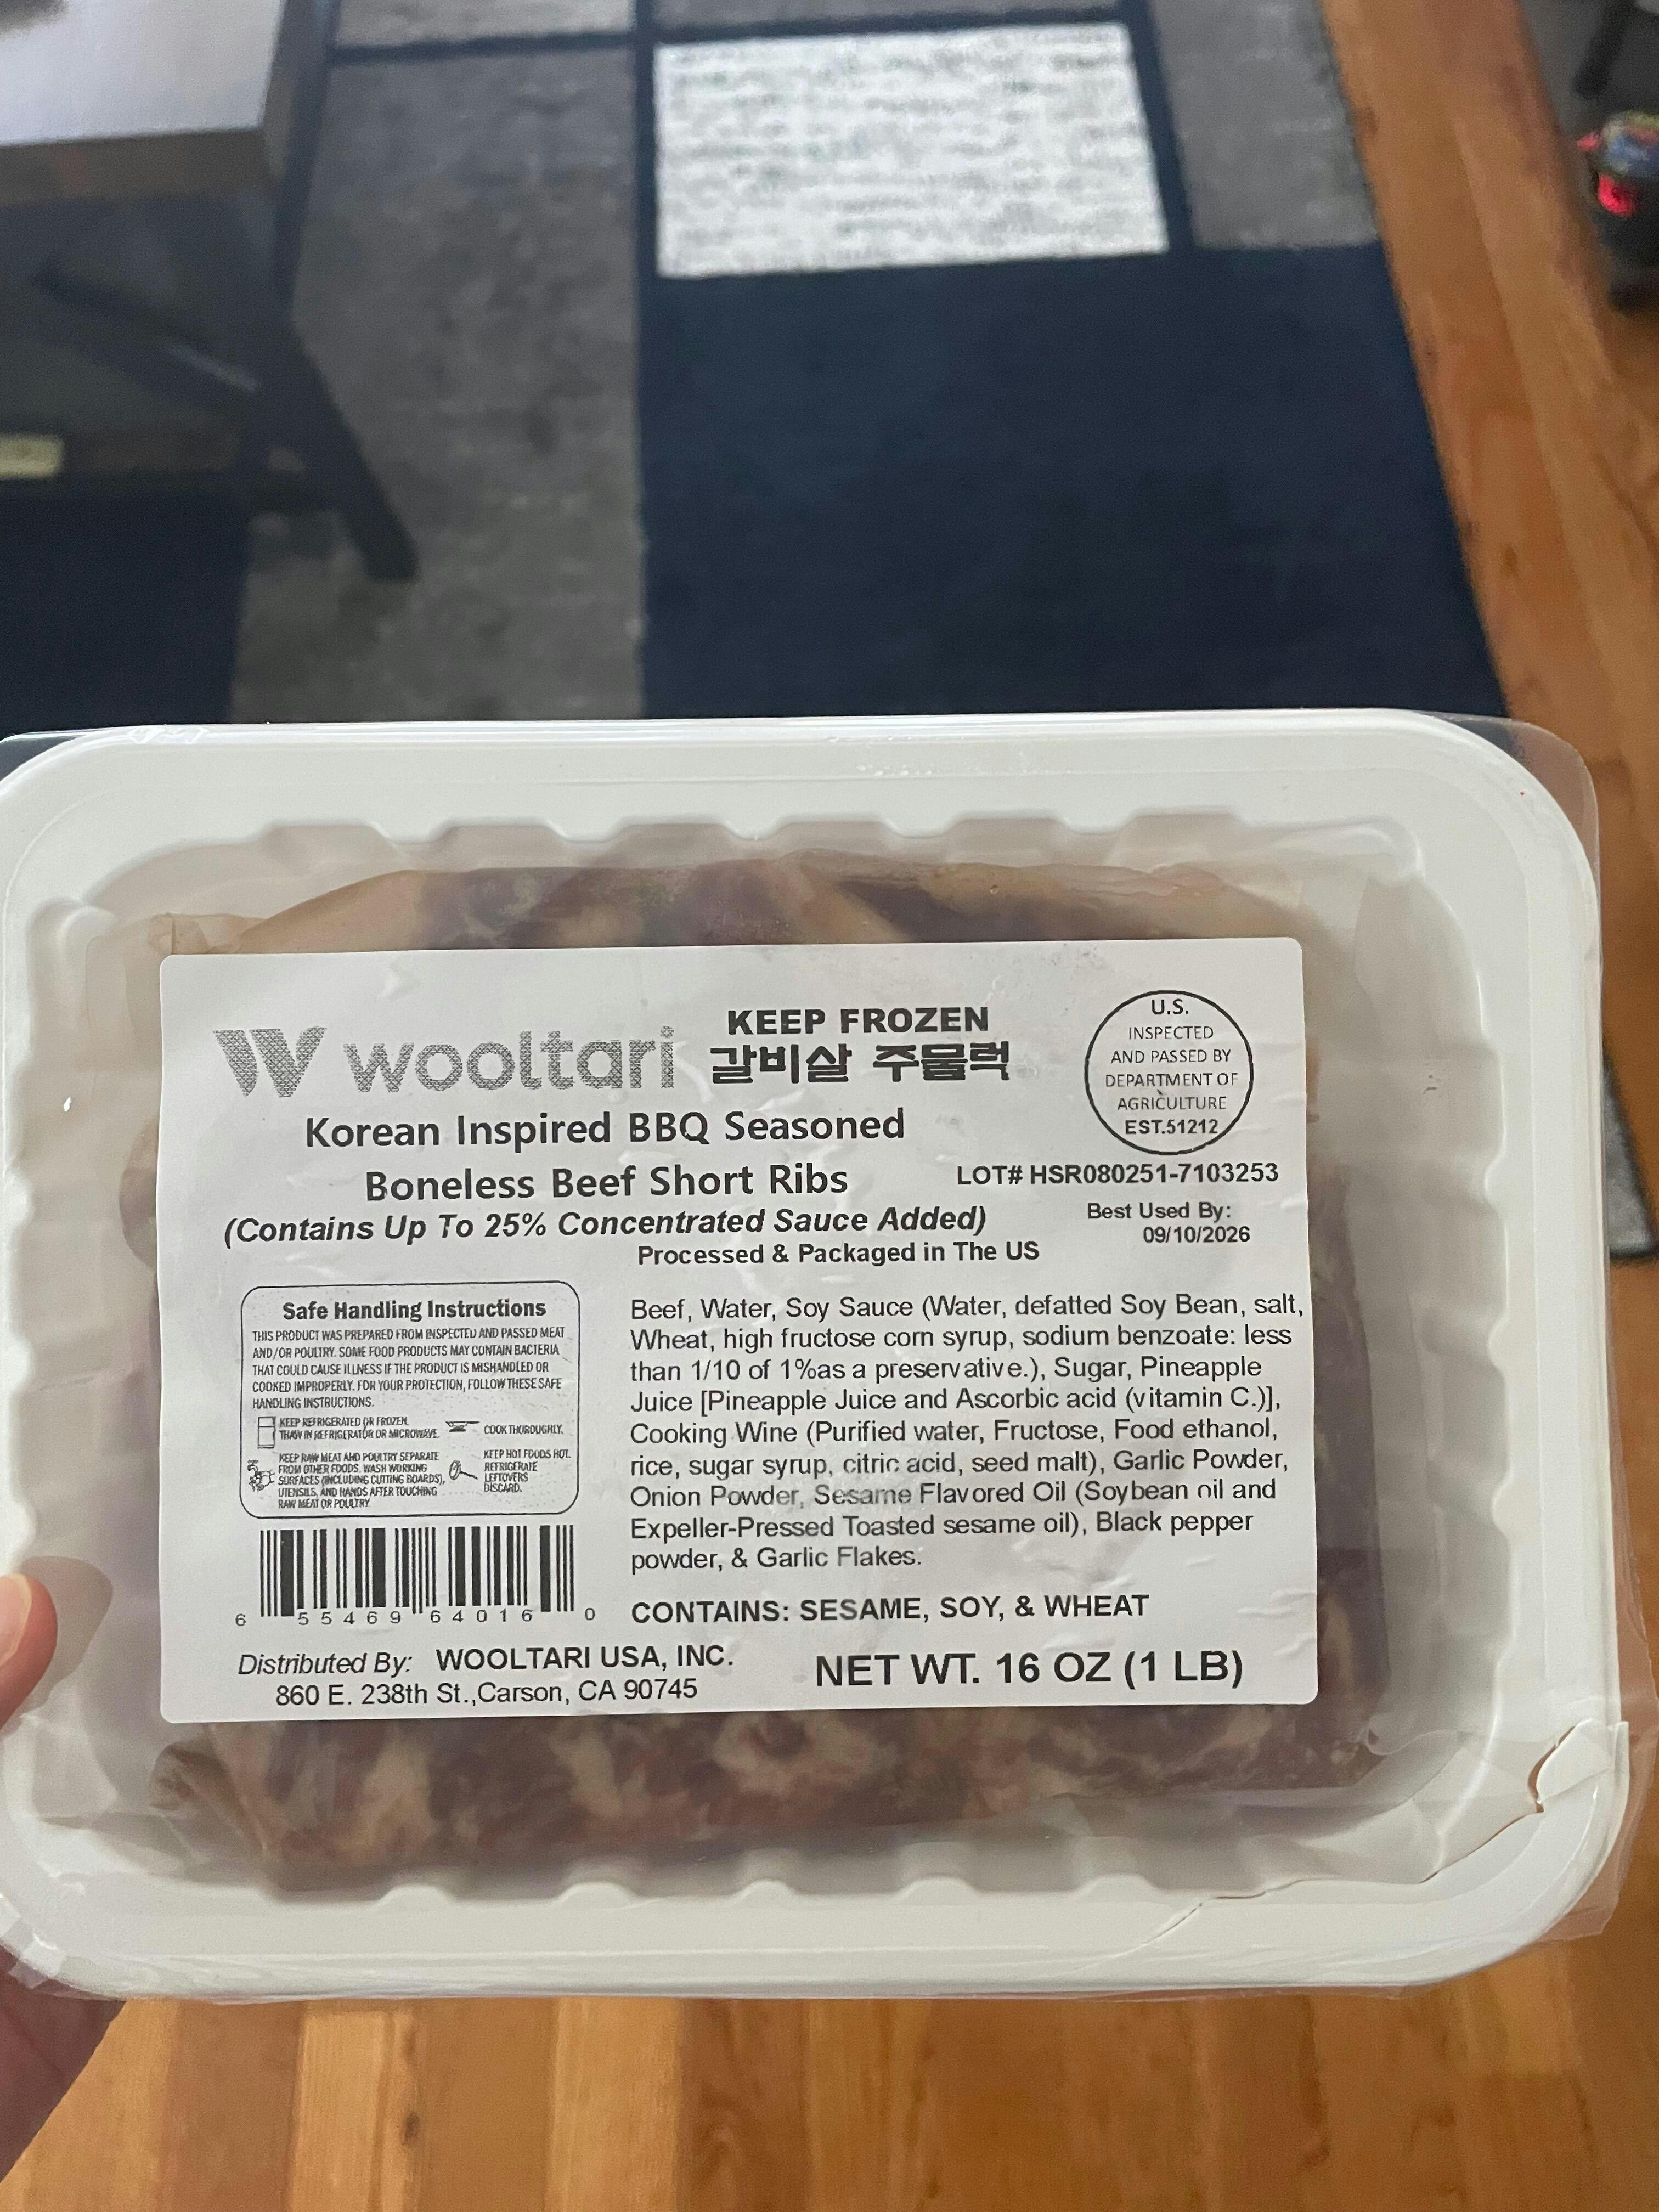 wooltari
KEEP FROZEN
갈비살 주물럭
Korean Inspired BBQ Seasoned
Boneless Beef Short Ribs
(Contains Up To 25% Concentrated Sauce Added)
Processed & Packaged in The US
U.S.
INSPECTED
AND PASSED BY
DEPARTMENT OF
AGRICULTURE
EST.51212
LOT# HSR080251-7103253
Best Used By:
09/10/2026
Safe Handling Instructions
THIS PRODUCT WAS PREPARED FROM INSPECTED AND PASSED MEAT
AND/OR POULTRY. SOME FOOD PRODUCTS MAY CONTAIN BACTERIA
THAT COULD CAUSE ILLNESS IF THE PRODUCT IS MISHANDLED OR
COOKED IMPROPERLY. FOR YOUR PROTECTION, FOLLOW THESE SAFE
HANDLING INSTRUCTIONS.
KEEP REFRIGERATED OR FROZEN.
THAW IN REFRIGERATOR OR MICROWAVE.
COOK THOROUGHLY.
KEEP RAW MEAT AND POULTRY SEPARATE
FROM OTHER FOODS. WASH WORKING
SURFACES (INCLUDING CUTTING BOARDS),
UTENSILS, AND HANDS AFTER TOUCHING
RAW MEAT OR POULTRY.
KEEP HOT FOODS HOT.
REFRIGERATE
LEFTOVERS
DISCARD.
Beef, Water, Soy Sauce (Water, defatted Soy Bean, salt,
Wheat, high fructose corn syrup, sodium benzoate: less
than 1/10 of 1%as a preservative.), Sugar, Pineapple
Juice [Pineapple Juice and Ascorbic acid (vitamin C.)],
Cooking Wine (Purified water, Fructose, Food ethanol,
rice, sugar syrup, citric acid, seed malt), Garlic Powder,
Onion Powder, Sesame Flavored Oil (Soybean oil and
Expeller-Pressed Toasted sesame oil), Black pepper
powder, & Garlic Flakes.
CONTAINS: SESAME, SOY, & WHEAT
6 55469 64016 0
Distributed By: WOOLTARI USA, INC.
860 E. 238th St.,Carson, CA 90745
NET WT. 16 OZ (1 LB)